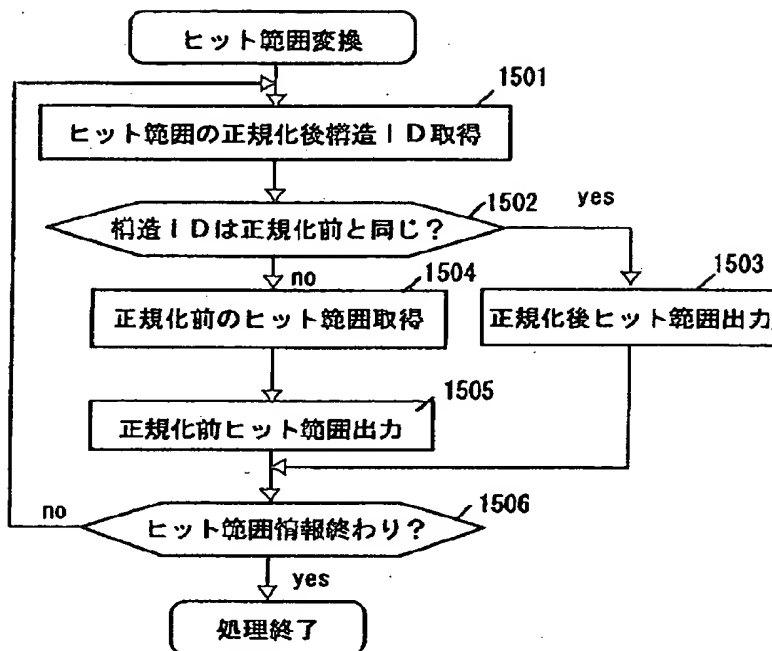 ヒット範囲変換
1501
ヒット範囲の正規化後構造ID取得
1502
構造IDは正規化前と同じ?
yes
no
1504
正規化前のヒット範囲取得
1503
正規化後ヒット範囲出力
1505
正規化前ヒット範囲出力
1506
no
ヒット範囲情報終わり?
yes
処理終了